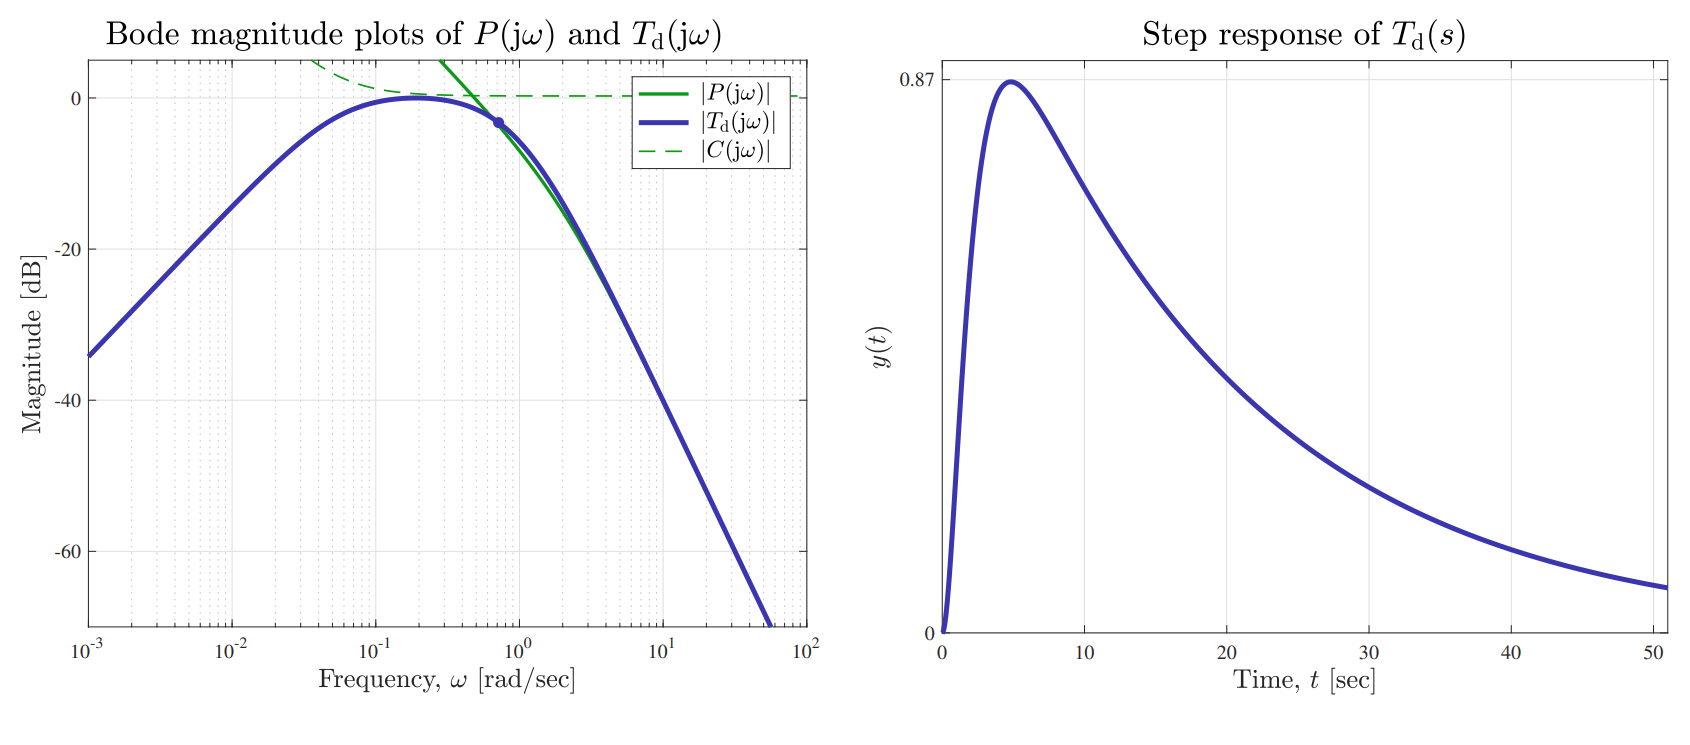 Bode magnitude plots of P(jω) and T_d(jω)
|P(jω)|
|T_d(jω)|
|C(jω)|
0
-20
-40
-60
Magnitude [dB]
10^-3 10^-2 10^-1 10^0 10^1 10^2
Frequency, ω [rad/sec]
Step response of T_d(s)
0.87
0
y(t)
0 10 20 30 40 50
Time, t [sec]